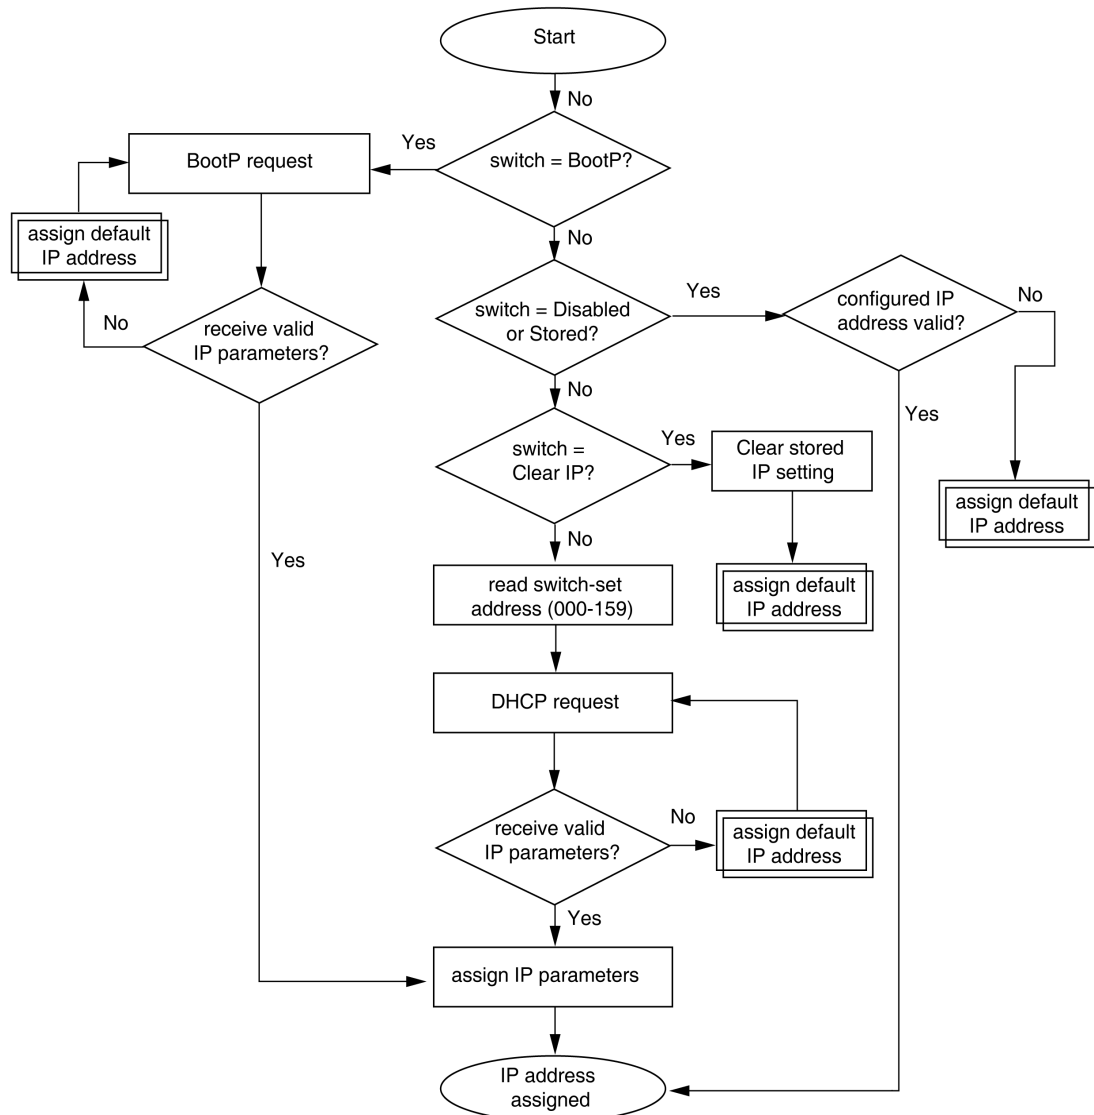 Start
No
switch = BootP?
Yes
BootP request
assign default
IP address
No
receive valid
IP parameters?
Yes
No
switch = Disabled
or Stored?
Yes
configured IP
address valid?
No
assign default
IP address
Yes
No
switch =
Clear IP?
Yes
Clear stored
IP setting
assign default
IP address
No
read switch-set
address (000-159)
DHCP request
receive valid
IP parameters?
No
assign default
IP address
Yes
assign IP parameters
IP address
assigned